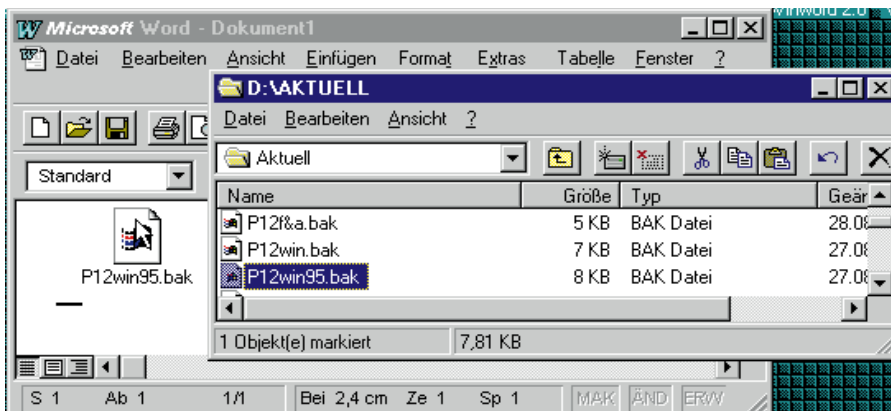 Winword 2.0
Microsoft Word - Dokument1
Datei Bearbeiten Ansicht Einfügen Format Extras Tabelle Fenster ?
D:\AKTUELL
Datei Bearbeiten Ansicht ?
Aktuell
Standard
Name Größe Typ Geär
P12f&a.bak 5 KB BAK Datei 28.08
P12win.bak 7 KB BAK Datei 27.08
P12win95.bak 8 KB BAK Datei 27.08
P12win95.bak
1 Objekt(e) markiert 7,81 KB
S 1 Ab 1 1/1 Bei 2,4 cm Ze 1 Sp 1 MAK ÄND ERW